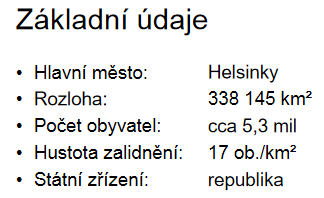 Základní údaje
• Hlavní město: Helsinky
• Rozloha: 338 145 km²
• Počet obyvatel: cca 5,3 mil
• Hustota zalidnění: 17 ob./km²
• Státní zřízení: republika